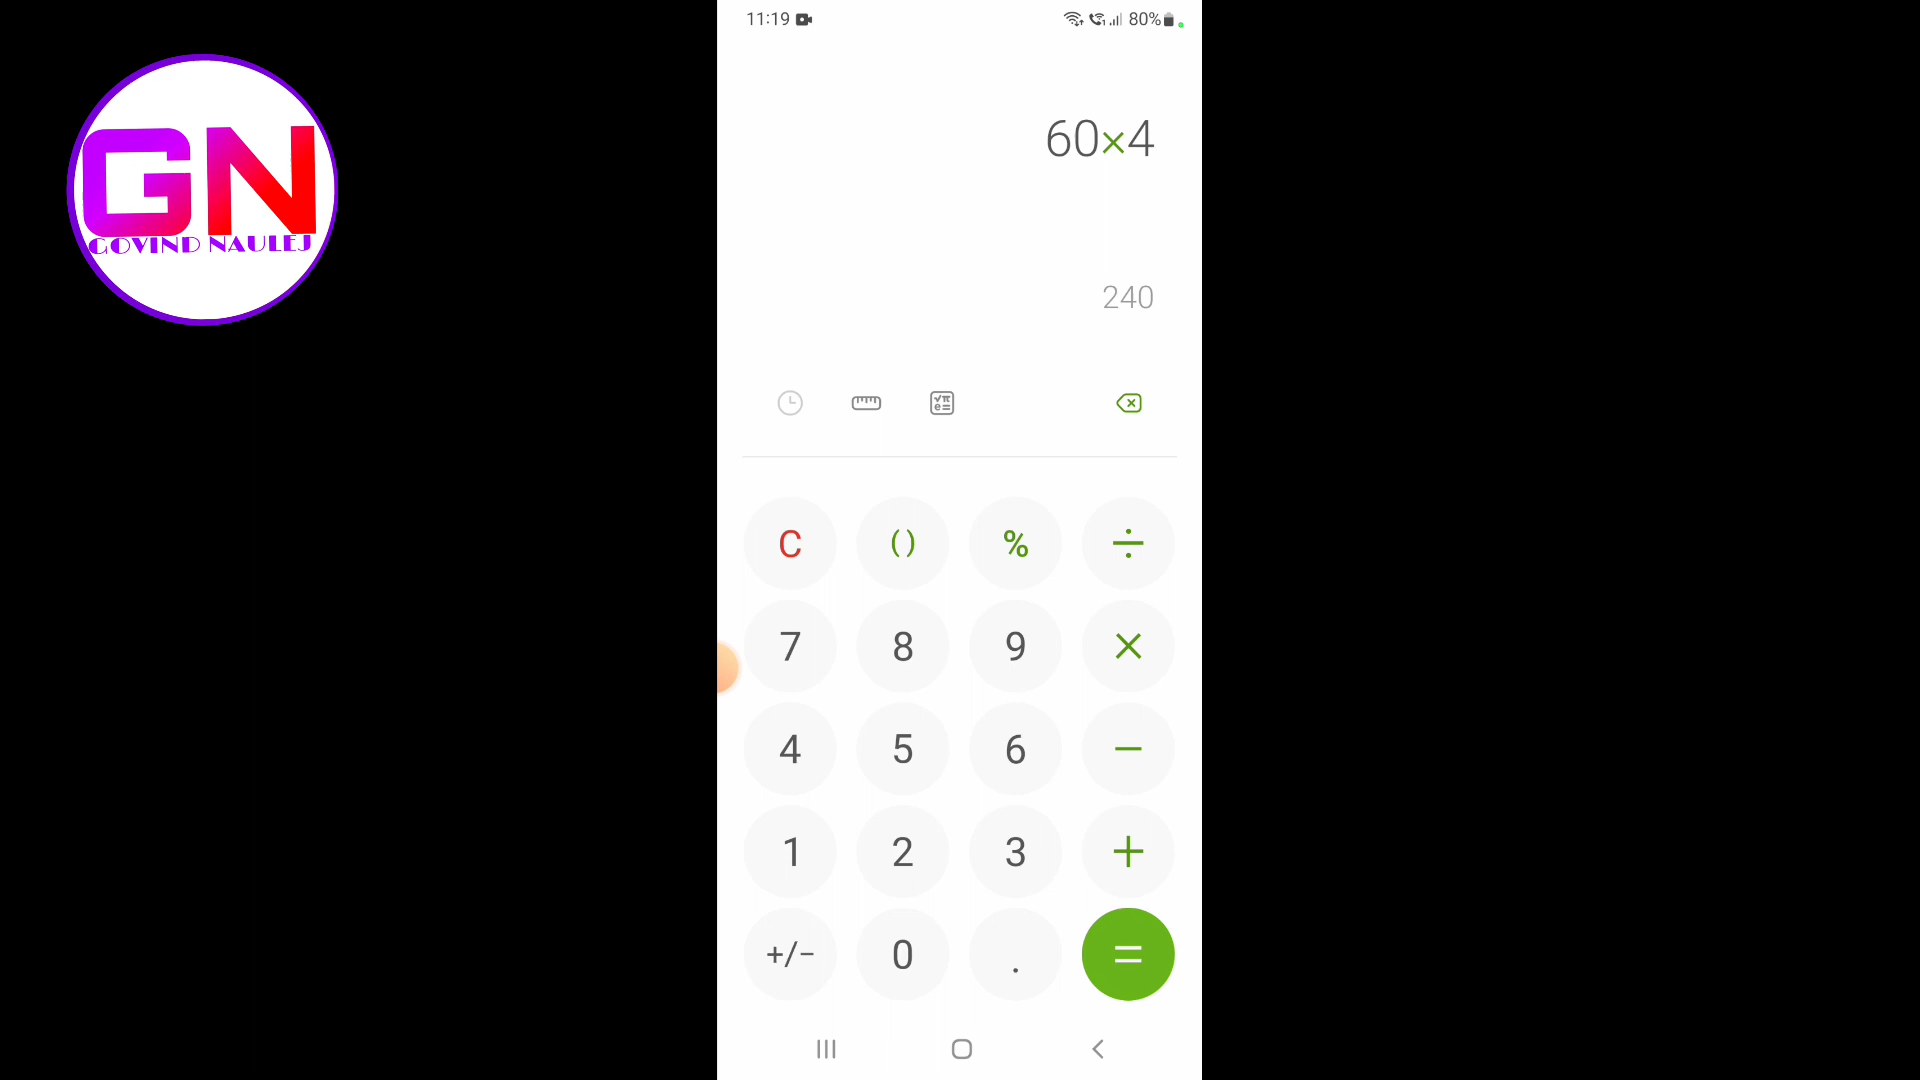 11:19
80%
GN
GOVIND NAULEJ
60×4
240
C () % ÷
7 8 9 ×
4 5 6 −
1 2 3 +
+/− 0 . =